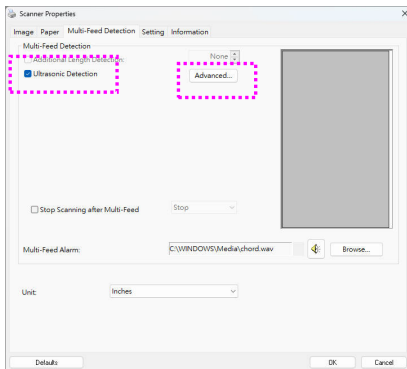 Scanner Properties
Image Paper Multi-Feed Detection Setting Information
Multi-Feed Detection
Additional Length Detection: None
Ultrasonic Detection Advanced...
Stop Scanning after Multi-Feed Stop
Multi-Feed Alarm: C:\WINDOWS\Media\chord.wav Browse...
Unit: Inches
Defaults OK Cancel